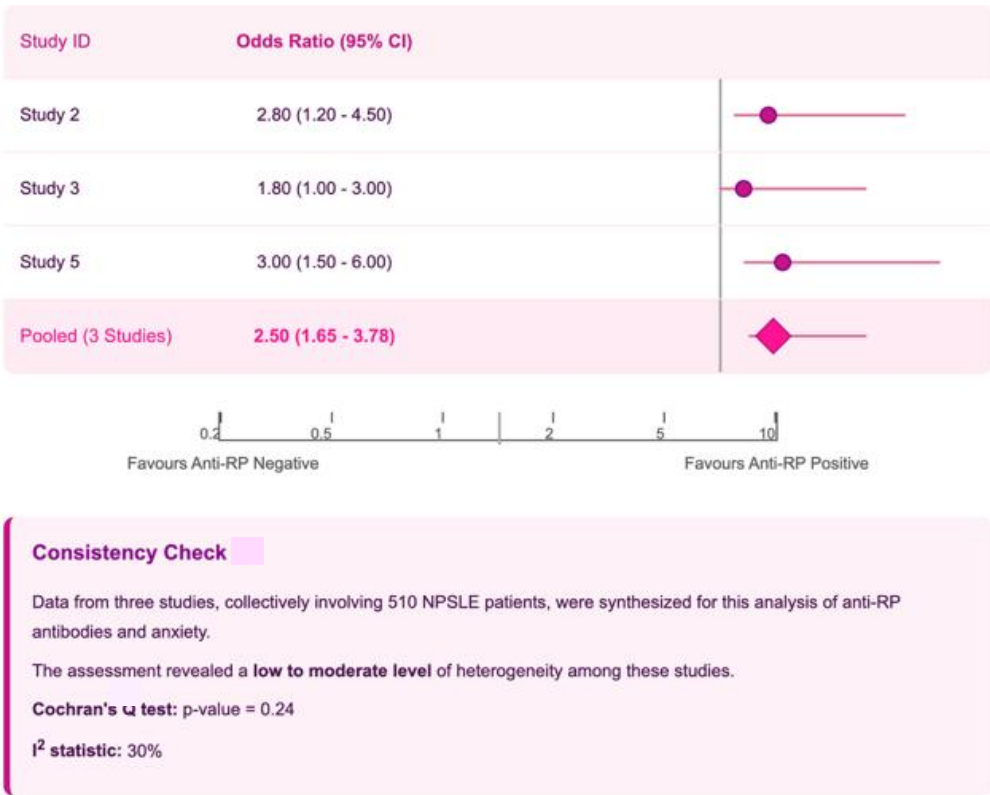 Study ID Odds Ratio (95% CI)
Study 2 2.80 (1.20 - 4.50)
Study 3 1.80 (1.00 - 3.00)
Study 5 3.00 (1.50 - 6.00)
Pooled (3 Studies) 2.50 (1.65 - 3.78)
0.2 0.5 1 2 5 10
Favours Anti-RP Negative Favours Anti-RP Positive
Consistency Check
Data from three studies, collectively involving 510 NPSLE patients, were synthesized for this analysis of anti-RP
antibodies and anxiety.
The assessment revealed a low to moderate level of heterogeneity among these studies.
Cochran's Q test: p-value = 0.24
I² statistic: 30%